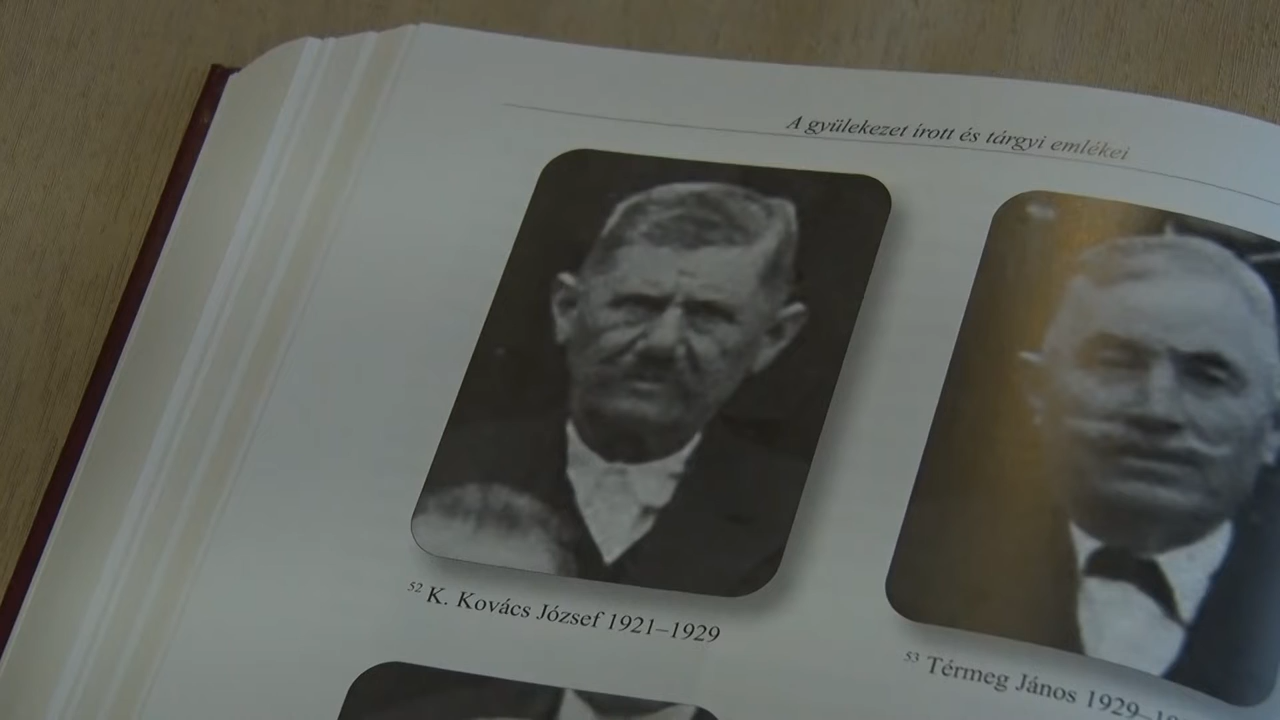 A gyülekezet írott és tárgyi emlékei
52 K. Kovács József 1921–1929
53 Térmeg János 1929–